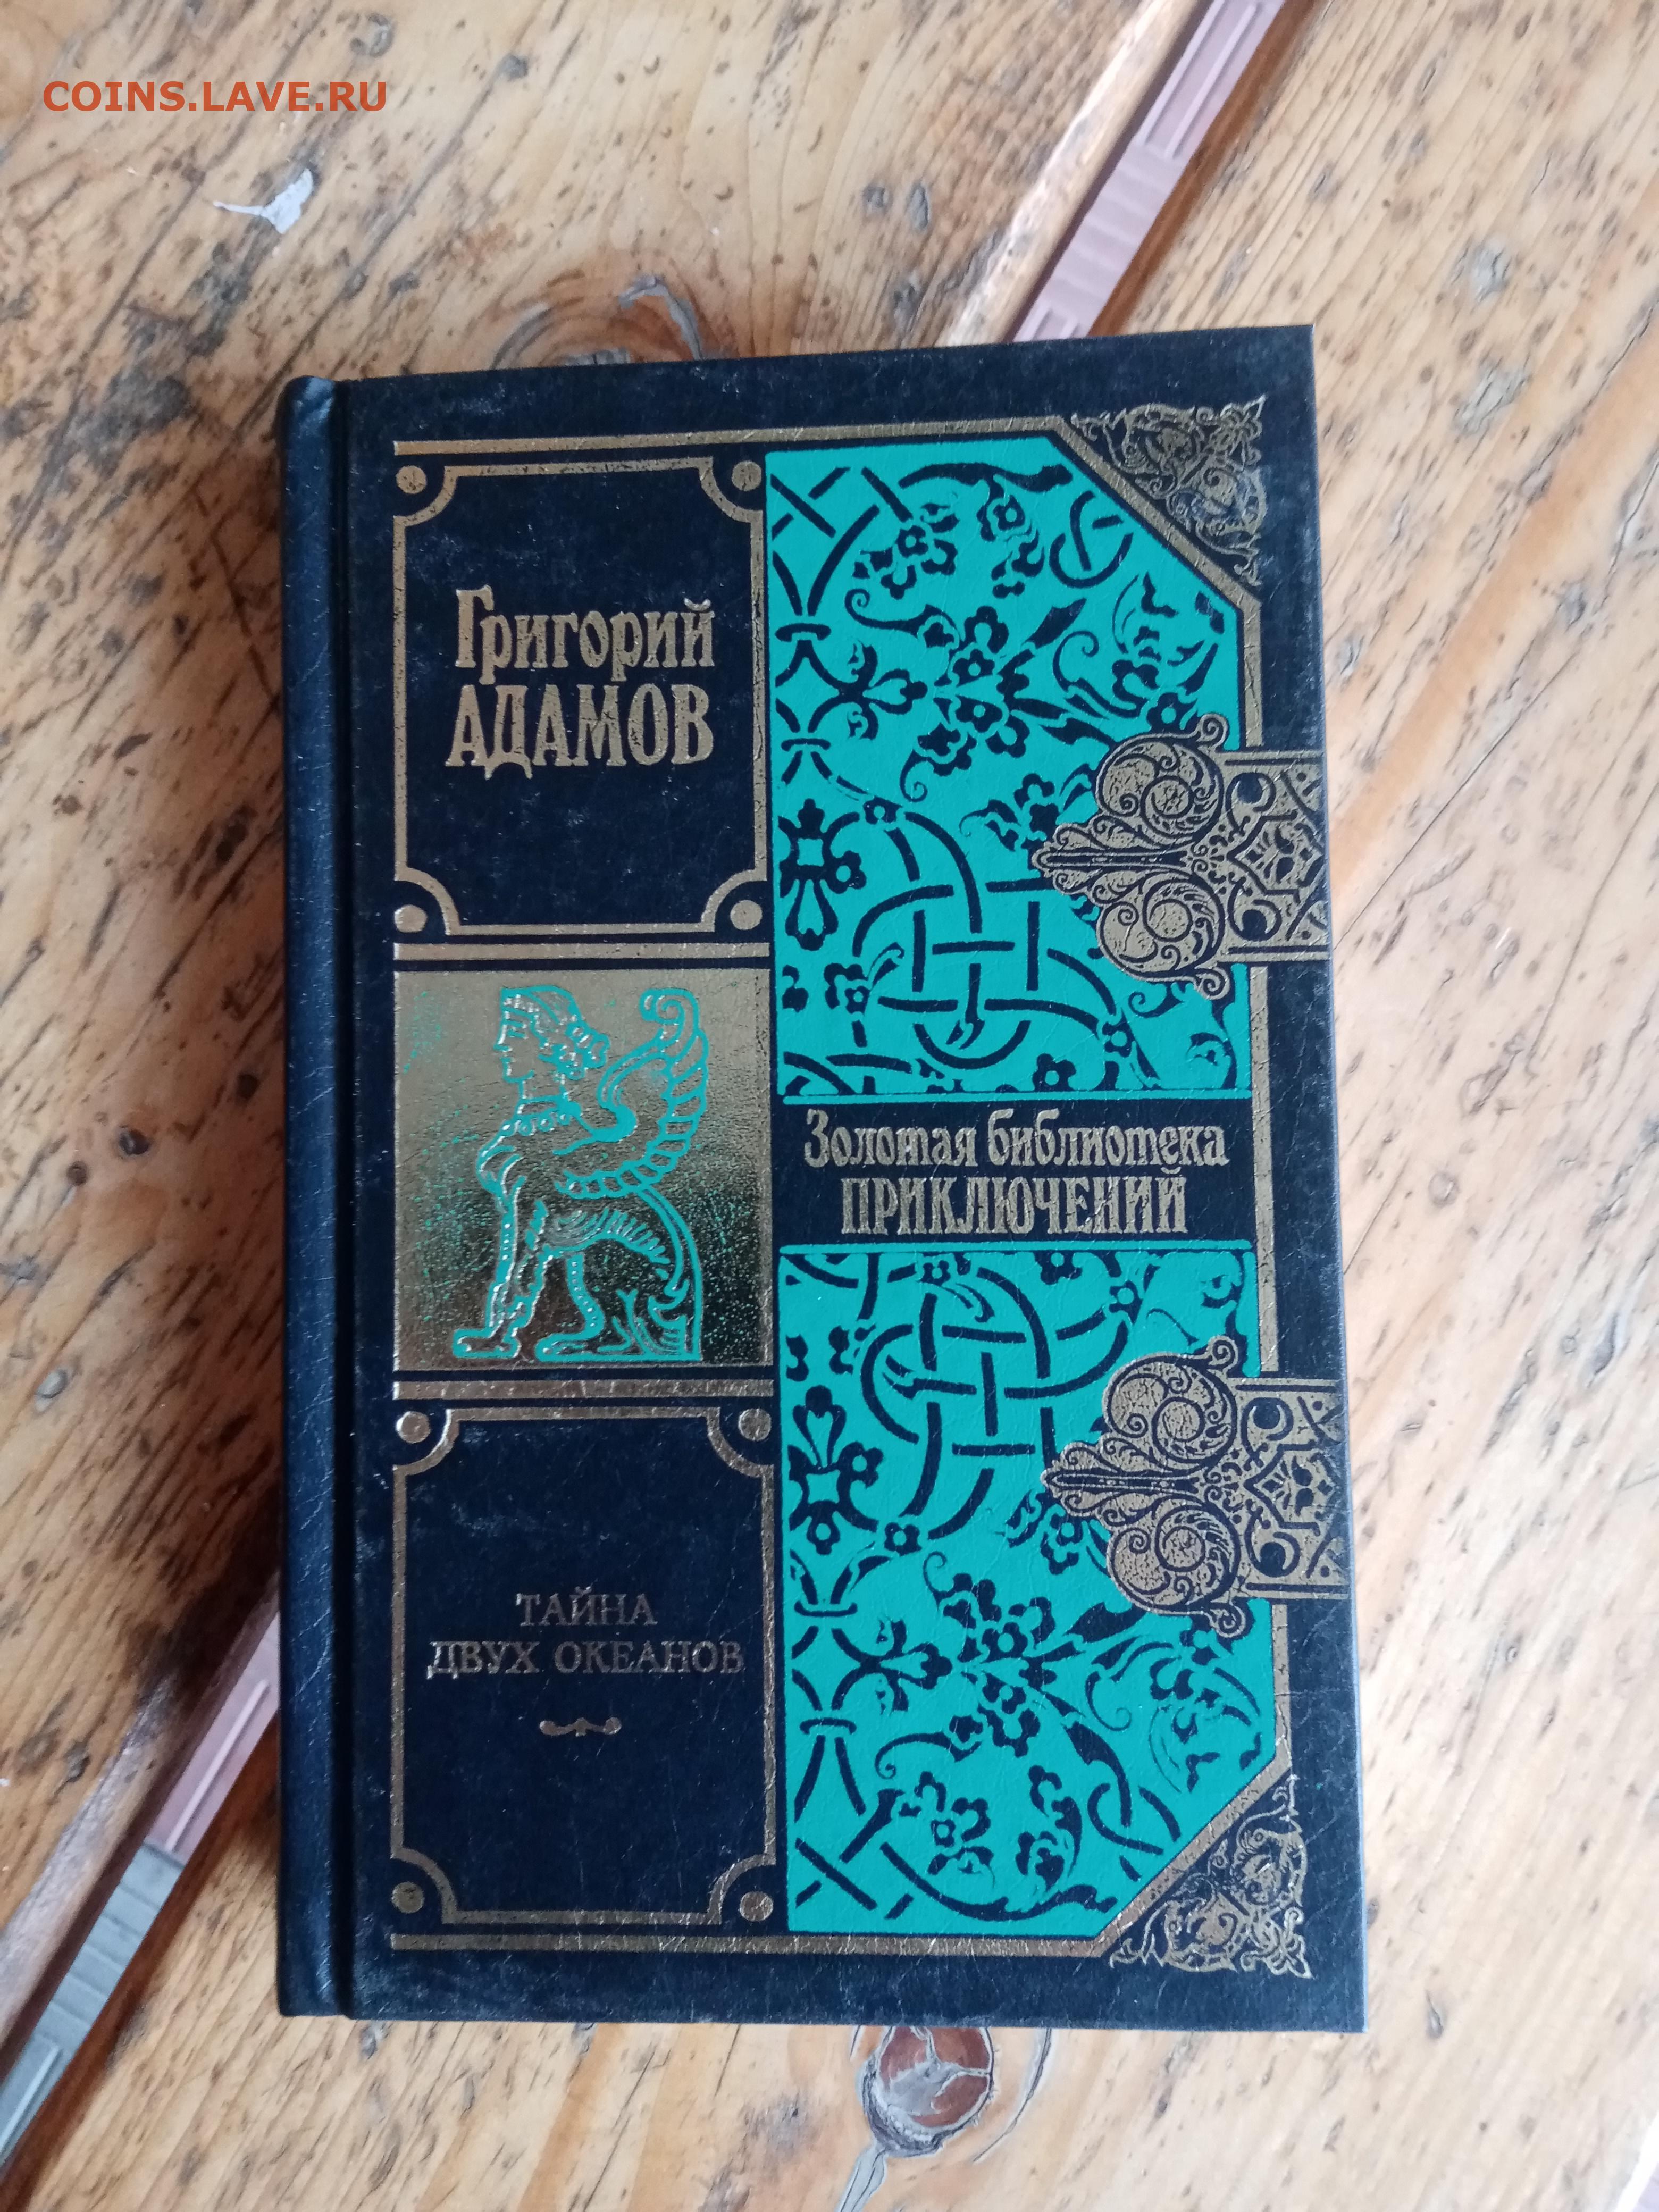 COINS.LAVE.RU
Григорий
АДАМОВ
Золотая библиотека
ПРИКЛЮЧЕНИЙ
ТАЙНА
ДВУХ ОКЕАНОВ